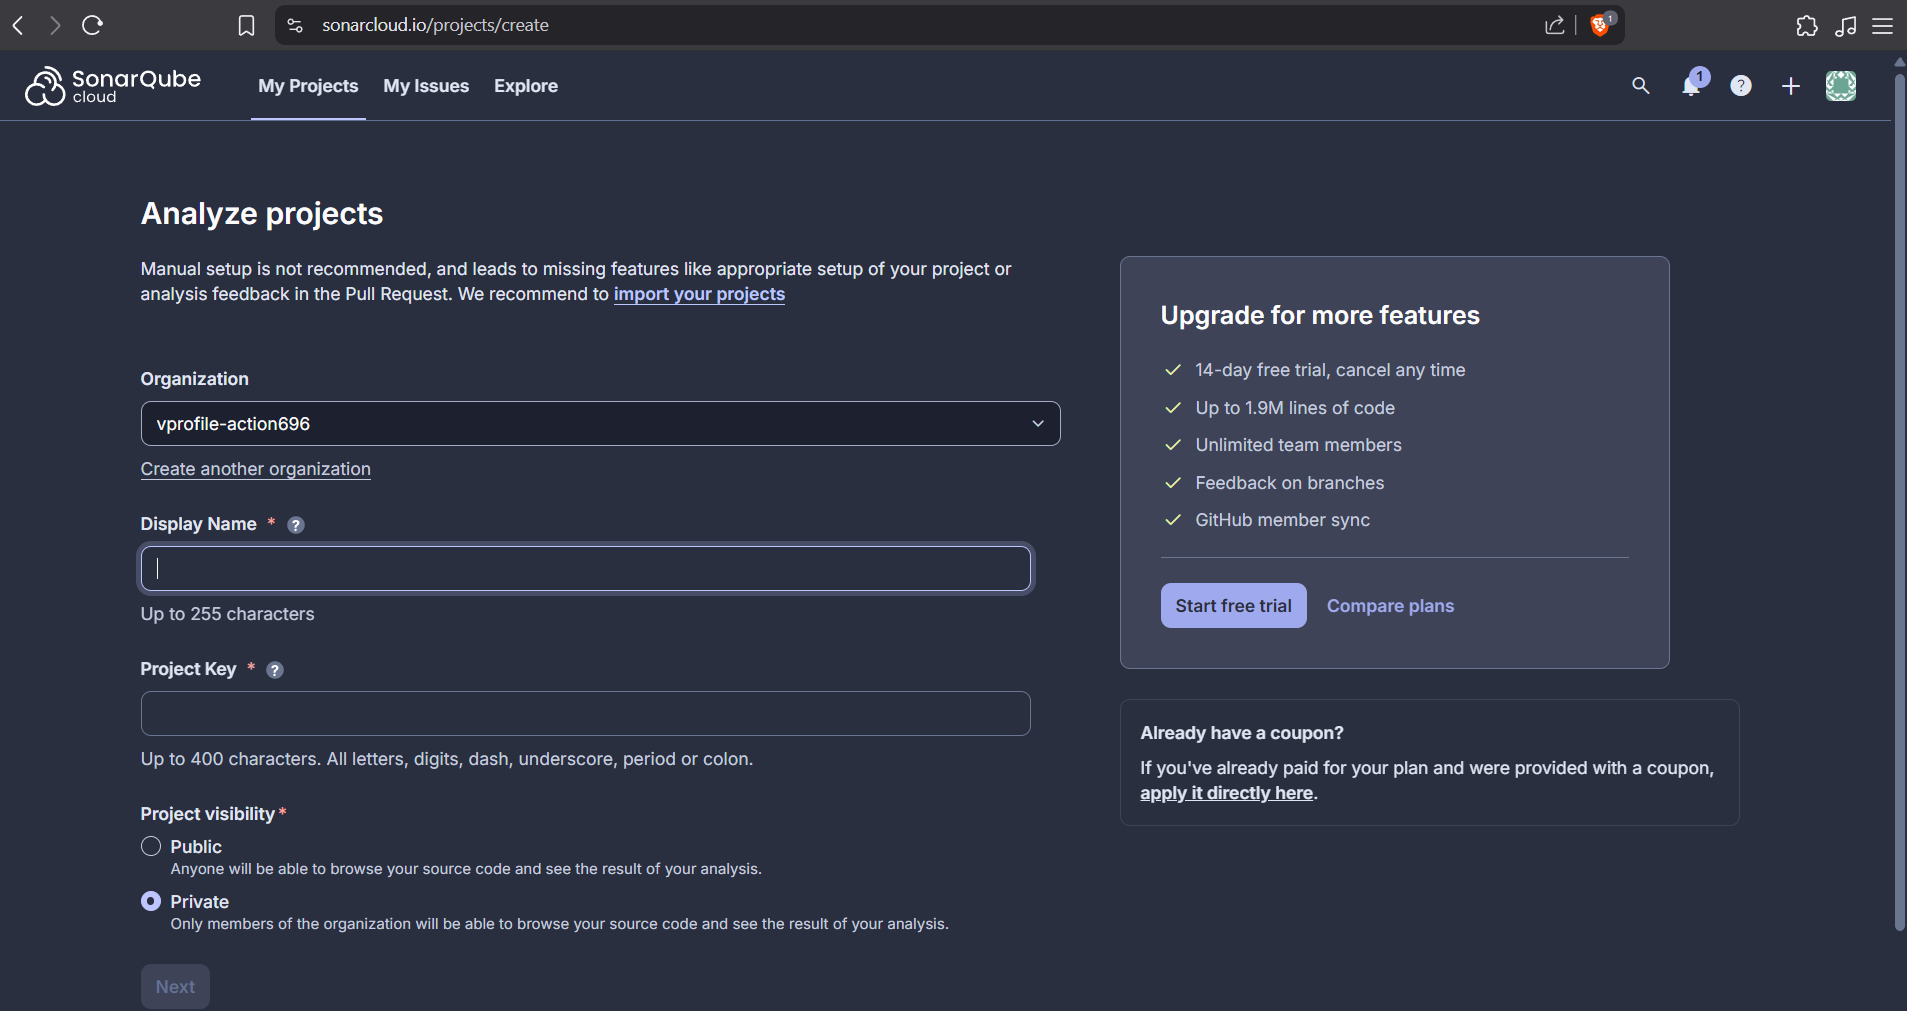 sonarcloud.io/projects/create
1
SonarQube
cloud
My Projects
My Issues
Explore
1
?
Analyze projects
Manual setup is not recommended, and leads to missing features like appropriate setup of your project or
analysis feedback in the Pull Request. We recommend to import your projects
Organization
vprofile-action696
Create another organization
Display Name * ?
Up to 255 characters
Project Key * ?
Up to 400 characters. All letters, digits, dash, underscore, period or colon.
Project visibility*
Public
Anyone will be able to browse your source code and see the result of your analysis.
Private
Only members of the organization will be able to browse your source code and see the result of your analysis.
Next
Upgrade for more features
14-day free trial, cancel any time
Up to 1.9M lines of code
Unlimited team members
Feedback on branches
GitHub member sync
Start free trial
Compare plans
Already have a coupon?
If you've already paid for your plan and were provided with a coupon,
apply it directly here.